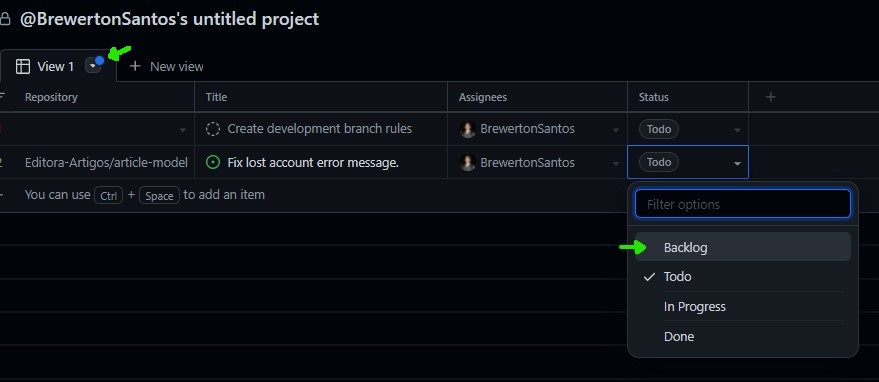 @BrewertonSantos's untitled project
View 1 New view
Repository Title Assignees Status
Create development branch rules BrewertonSantos Todo
2 Editora-Artigos/article-model Fix lost account error message. BrewertonSantos Todo
You can use Ctrl + Space to add an item
Filter options
Backlog
Todo
In Progress
Done